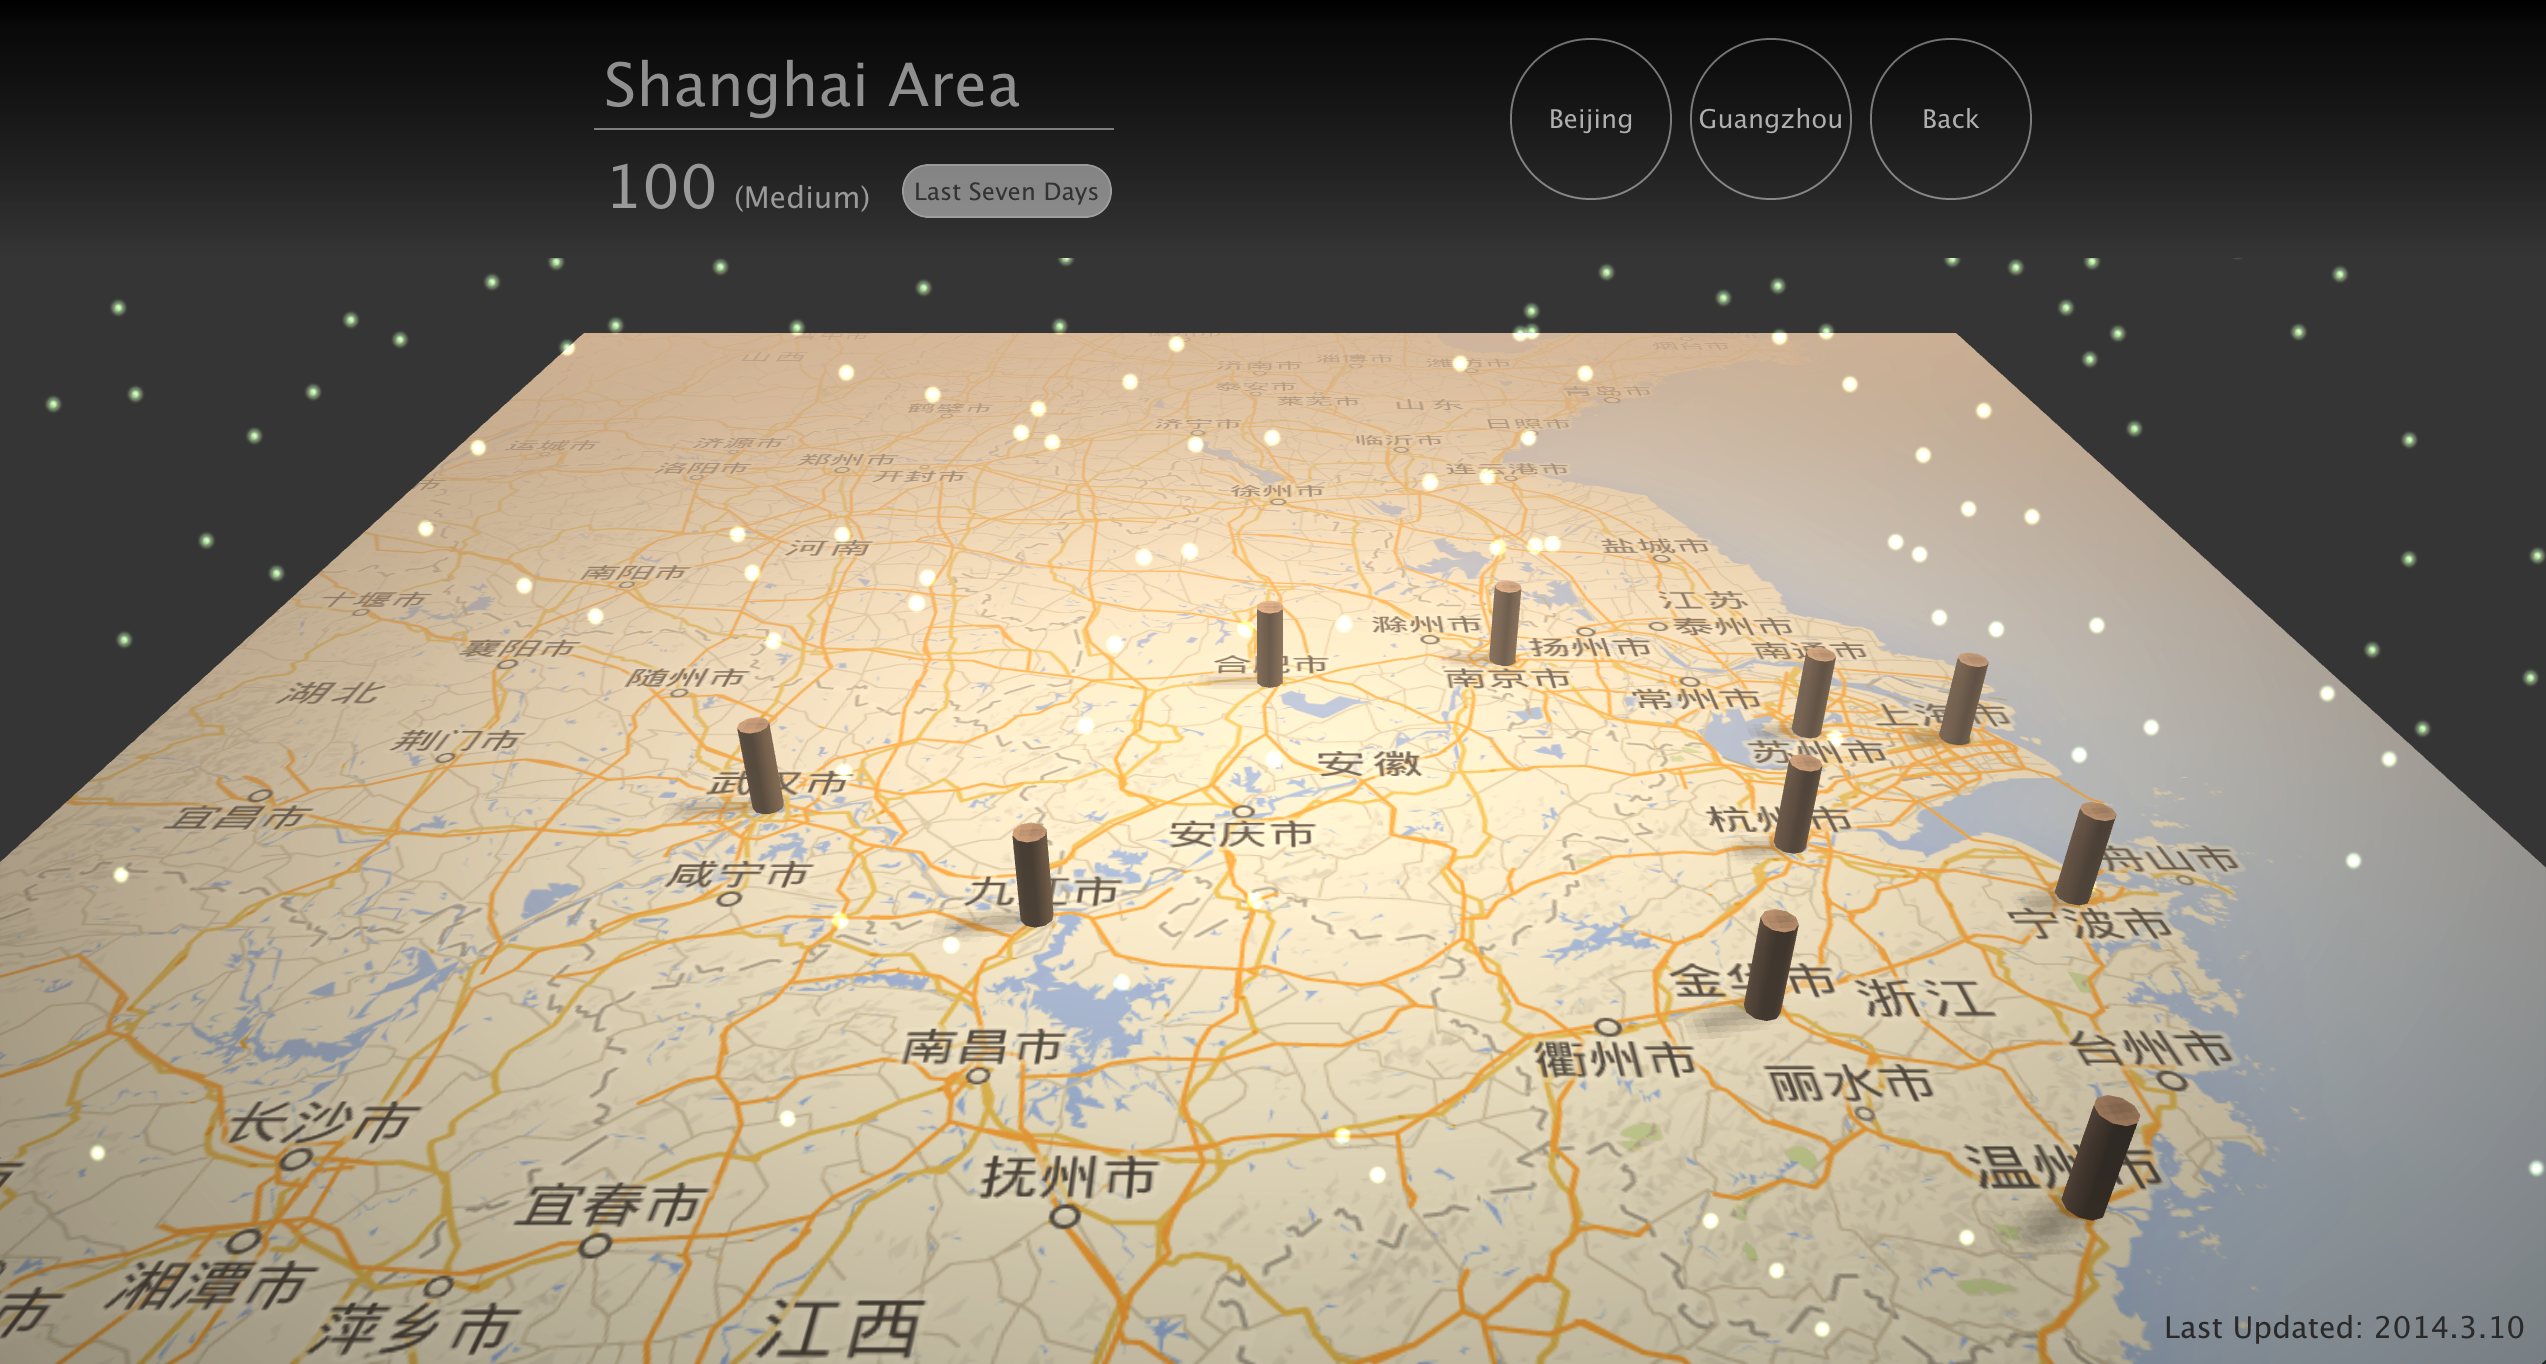 Shanghai Area
Beijing
Guangzhou
Back
100 (Medium)
Last Seven Days
山西
济南市
淄博市
潍坊市
烟台市
泰安市
莱芜市
山东
青岛市
鹤壁市
济宁市
日照市
运城市
济源市
临沂市
洛阳市
郑州市
开封市
连云港市
徐州市
河南
盐城市
南阳市
十堰市
江苏
滁州市
泰州市
襄阳市
扬州市
南通市
合肥市
湖北
随州市
南京市
常州市
上海市
荆门市
苏州市
安徽
武汉市
宜昌市
杭州市
安庆市
舟山市
咸宁市
九江市
宁波市
金华市
浙江
南昌市
衢州市
台州市
丽水市
长沙市
抚州市
温州市
宜春市
湘潭市
市
萍乡市
江西
Last Updated: 2014.3.10